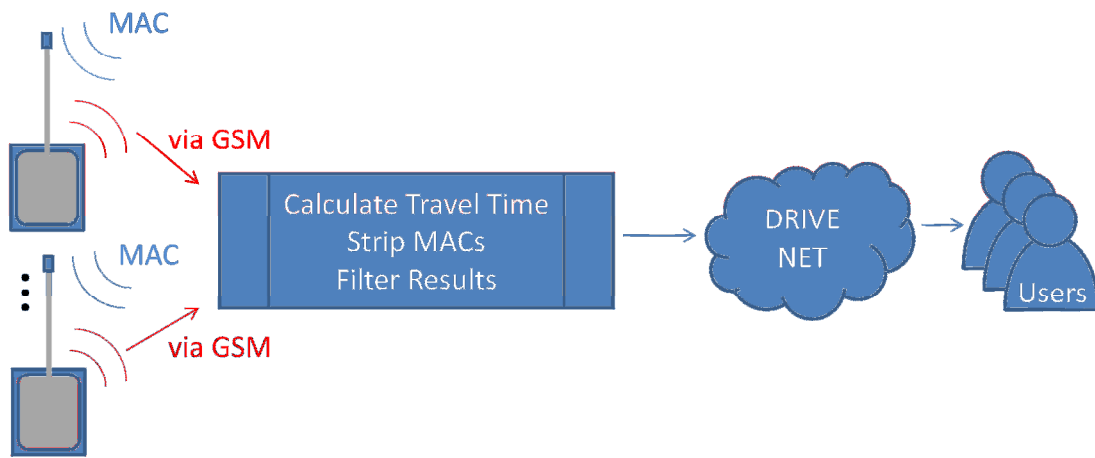 MAC
via GSM
Calculate Travel Time
Strip MACs
Filter Results
DRIVE
NET
Users
MAC
via GSM